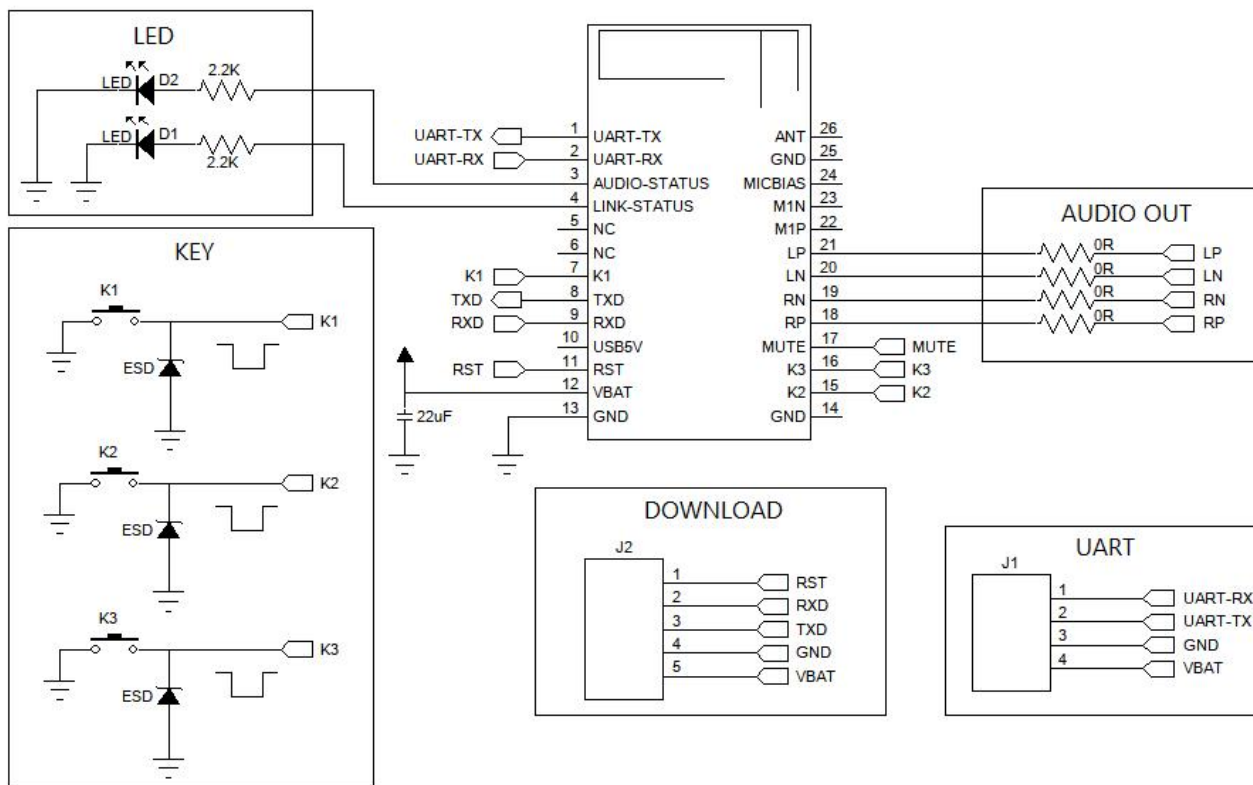 LED
LED D2 2.2K
LED D1 2.2K
KEY
K1
K1
ESD
K2
K2
ESD
K3
K3
ESD
UART-TX 1 UART-TX
UART-RX 2 UART-RX
3 AUDIO-STATUS
4 LINK-STATUS
5 NC
6 NC
K1 7 K1
TXD 8 TXD
RXD 9 RXD
10 USB5V
RST 11 RST
12 VBAT
22uF
13 GND
ANT 26
GND 25
MICBIAS 24
M1N 23
M1P 22
LP 21
LN 20
RN 19
RP 18
MUTE 17 MUTE
K3 16 K3
K2 15 K2
GND 14
AUDIO OUT
0R LP
0R LN
0R RN
0R RP
DOWNLOAD
J2
1 RST
2 RXD
3 TXD
4 GND
5 VBAT
UART
J1
1 UART-RX
2 UART-TX
3 GND
4 VBAT